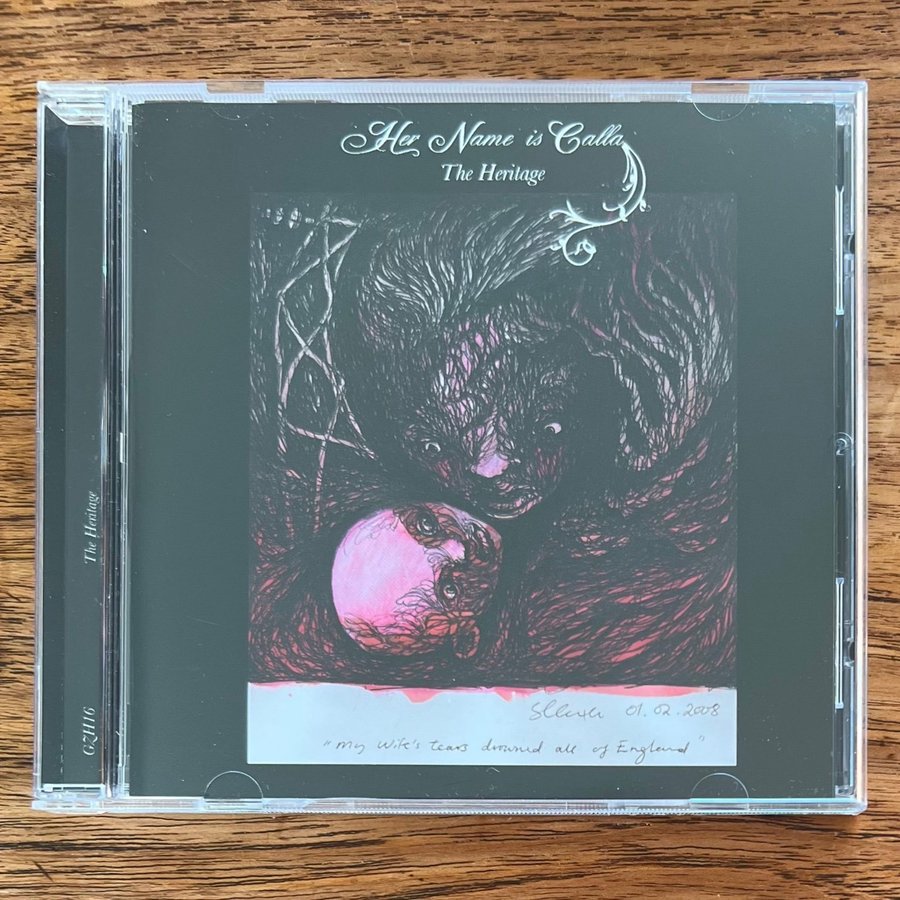 Her Name is Calla
The Heritage
01.02.2008
"my wife's tears drowned all of England"
The Heritage
GZH16